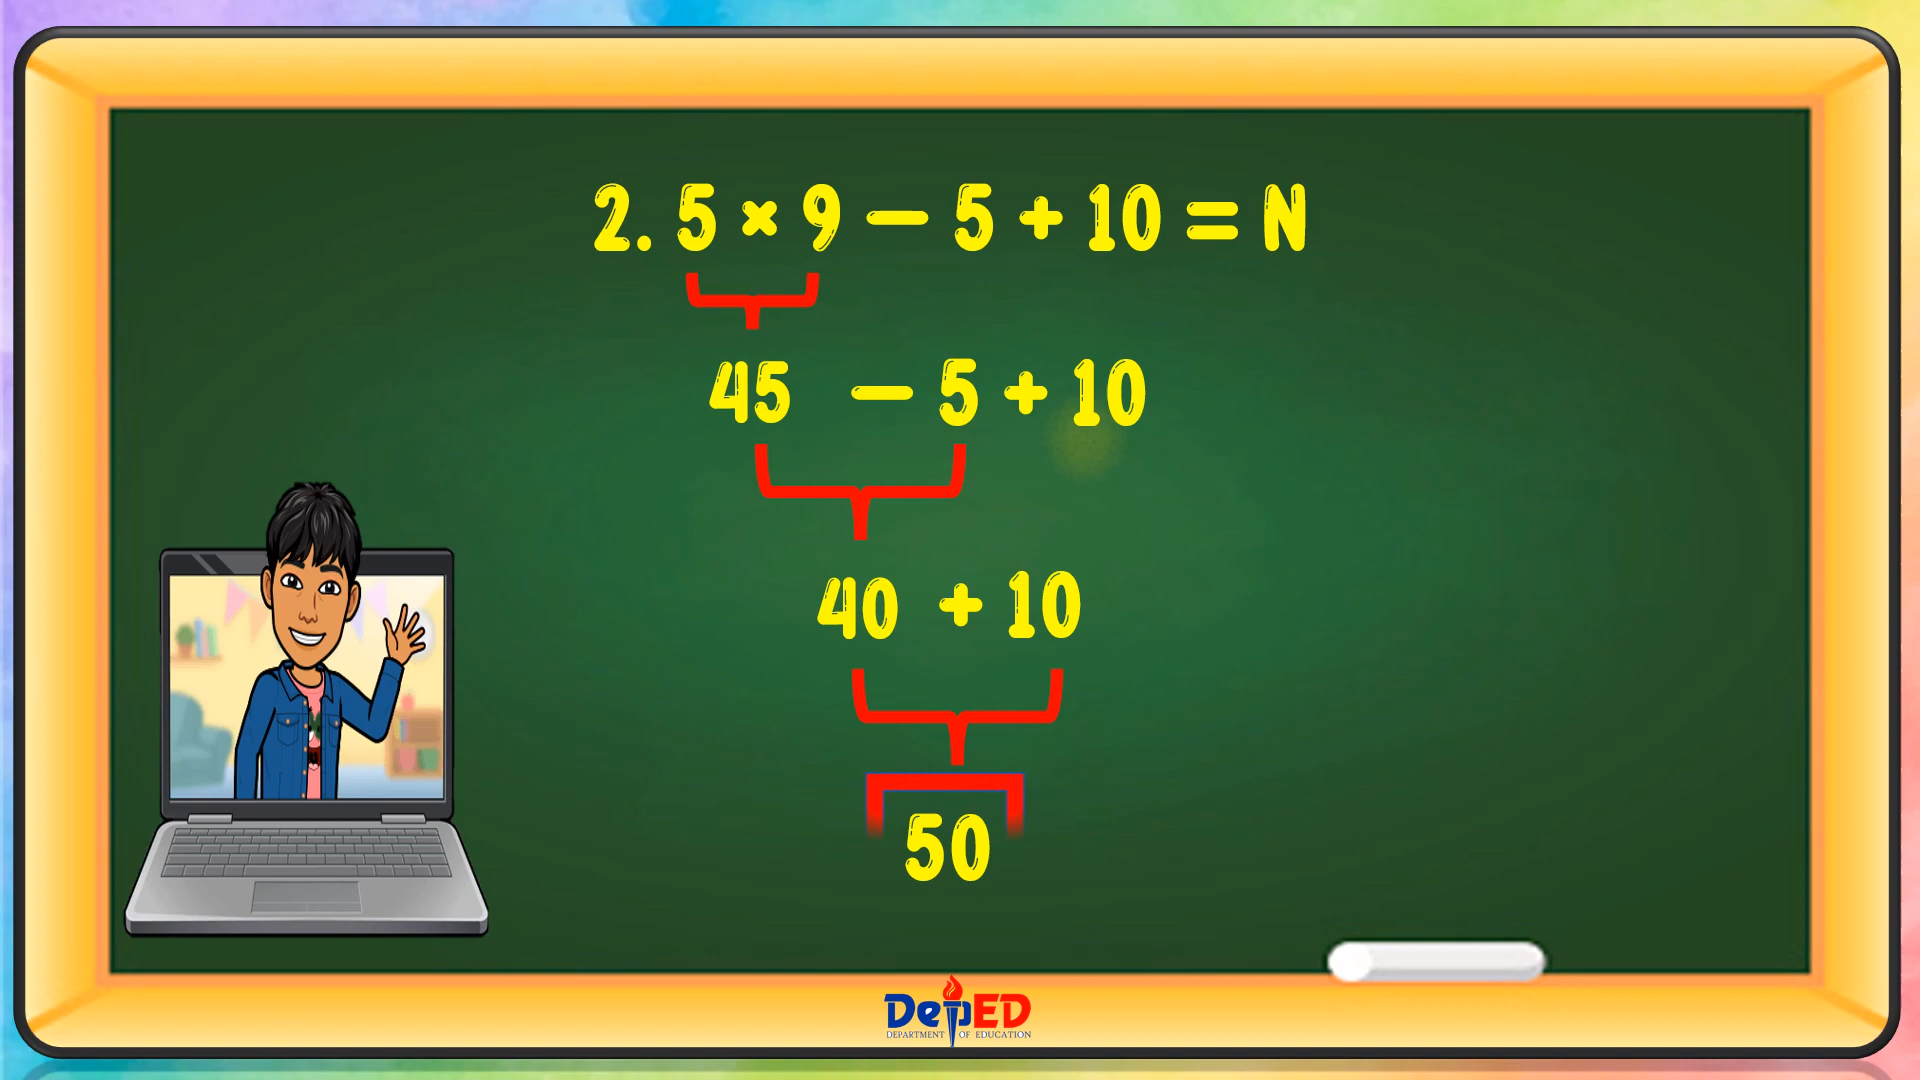 2. 5 × 9 – 5 + 10 = N
45 – 5 + 10
40 + 10
50
DepED
DEPARTMENT OF EDUCATION